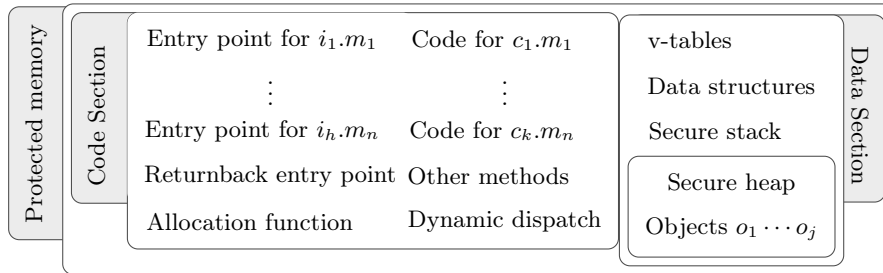 Protected memory
Code Section
Entry point for i₁.m₁
⋮
Entry point for iₕ.mₙ
Returnback entry point
Allocation function
Code for c₁.m₁
⋮
Code for cₖ.mₙ
Other methods
Dynamic dispatch
v-tables
Data structures
Secure stack
Secure heap
Objects o₁ ⋯ oⱼ
Data Section